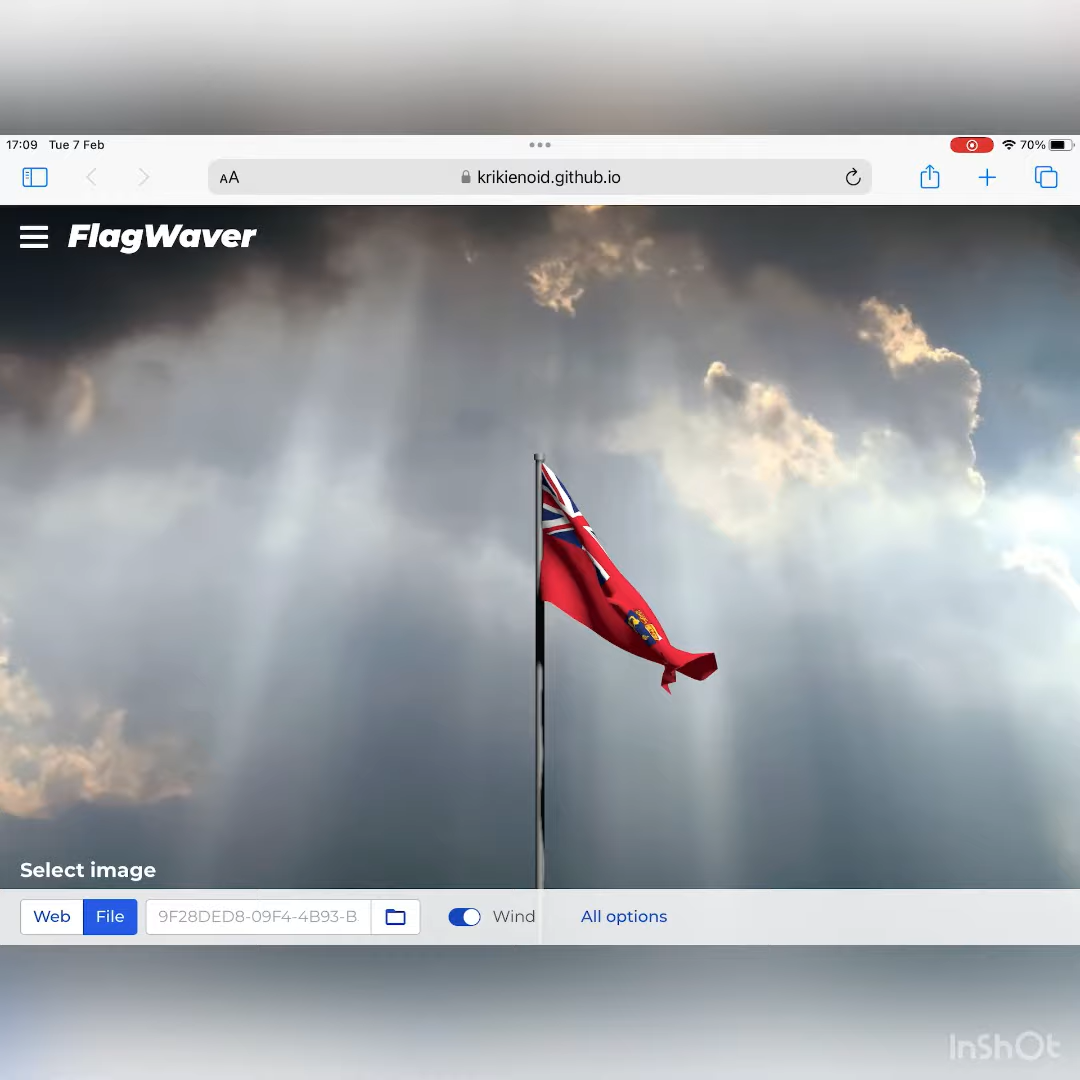 17:09 Tue 7 Feb
70%
AA
krikienoid.github.io
FlagWaver
Select image
Web
File
9F28DED8-09F4-4B93-B
Wind
All options
InShOt